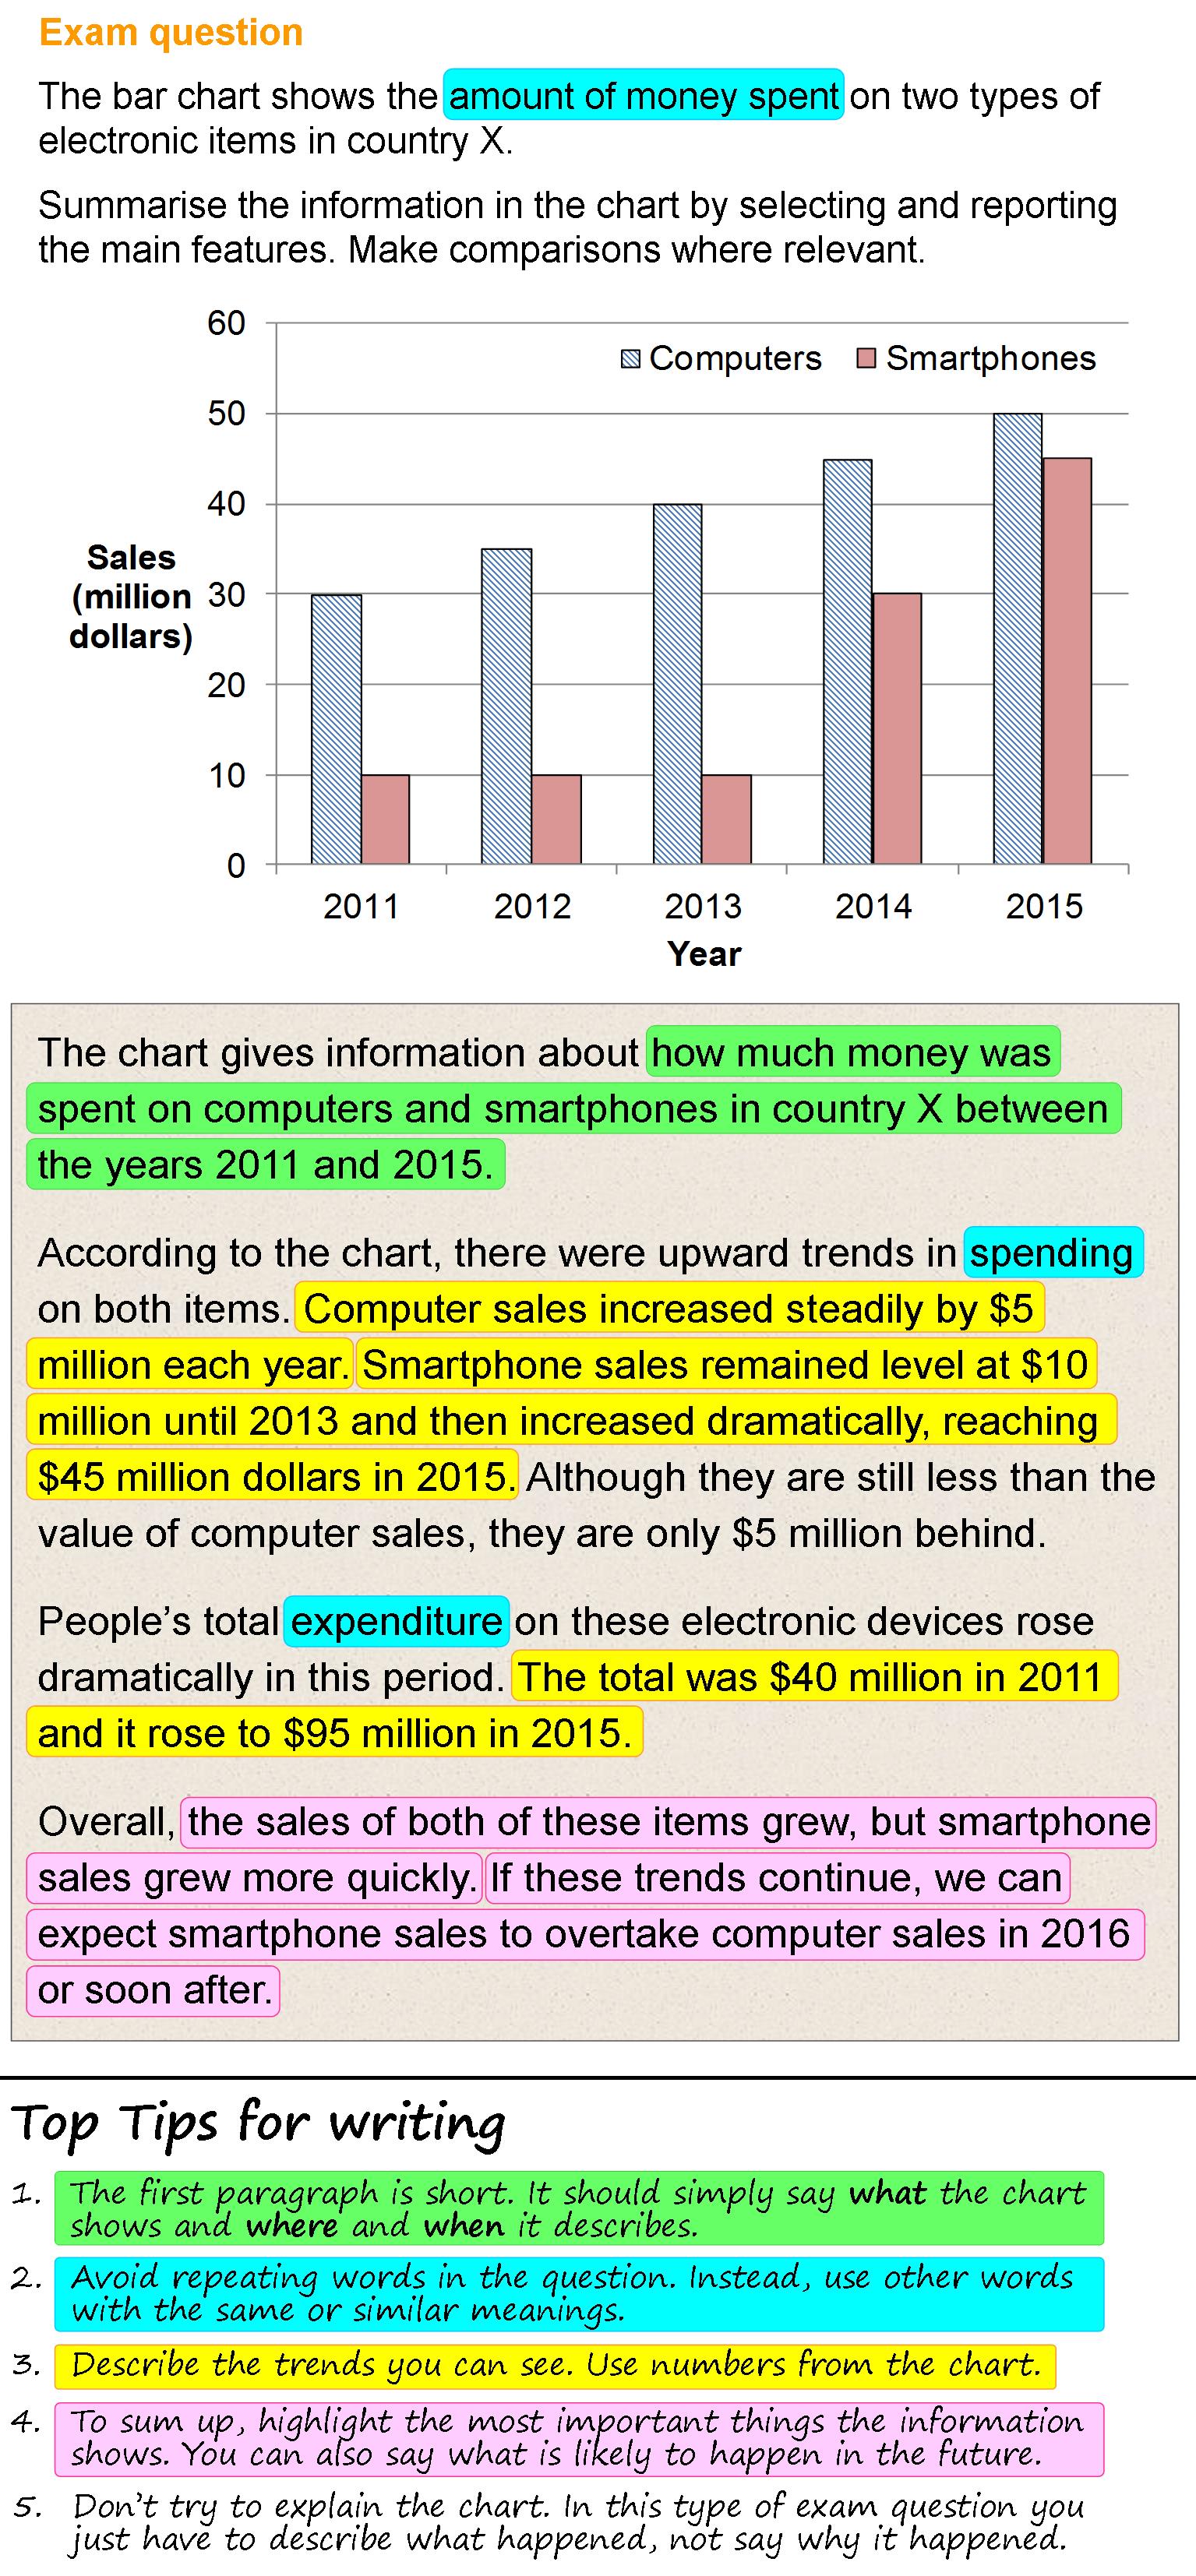 Exam question
The bar chart shows the amount of money spent on two types of
electronic items in country X.
Summarise the information in the chart by selecting and reporting
the main features. Make comparisons where relevant.
60
Computers Smartphones
50
40
Sales
(million
dollars)
30
20
10
0
2011 2012 2013 2014 2015
Year
The chart gives information about how much money was
spent on computers and smartphones in country X between
the years 2011 and 2015.
According to the chart, there were upward trends in spending
on both items. Computer sales increased steadily by $5
million each year. Smartphone sales remained level at $10
million until 2013 and then increased dramatically, reaching
$45 million dollars in 2015. Although they are still less than the
value of computer sales, they are only $5 million behind.
People's total expenditure on these electronic devices rose
dramatically in this period. The total was $40 million in 2011
and it rose to $95 million in 2015.
Overall, the sales of both of these items grew, but smartphone
sales grew more quickly. If these trends continue, we can
expect smartphone sales to overtake computer sales in 2016
or soon after.
Top Tips for writing
1. The first paragraph is short. It should simply say what the chart
shows and where and when it describes.
2. Avoid repeating words in the question. Instead, use other words
with the same or similar meanings.
3. Describe the trends you can see. Use numbers from the chart.
4. To sum up, highlight the most important things the information
shows. You can also say what is likely to happen in the future.
5. Don't try to explain the chart. In this type of exam question you
just have to describe what happened, not say why it happened.